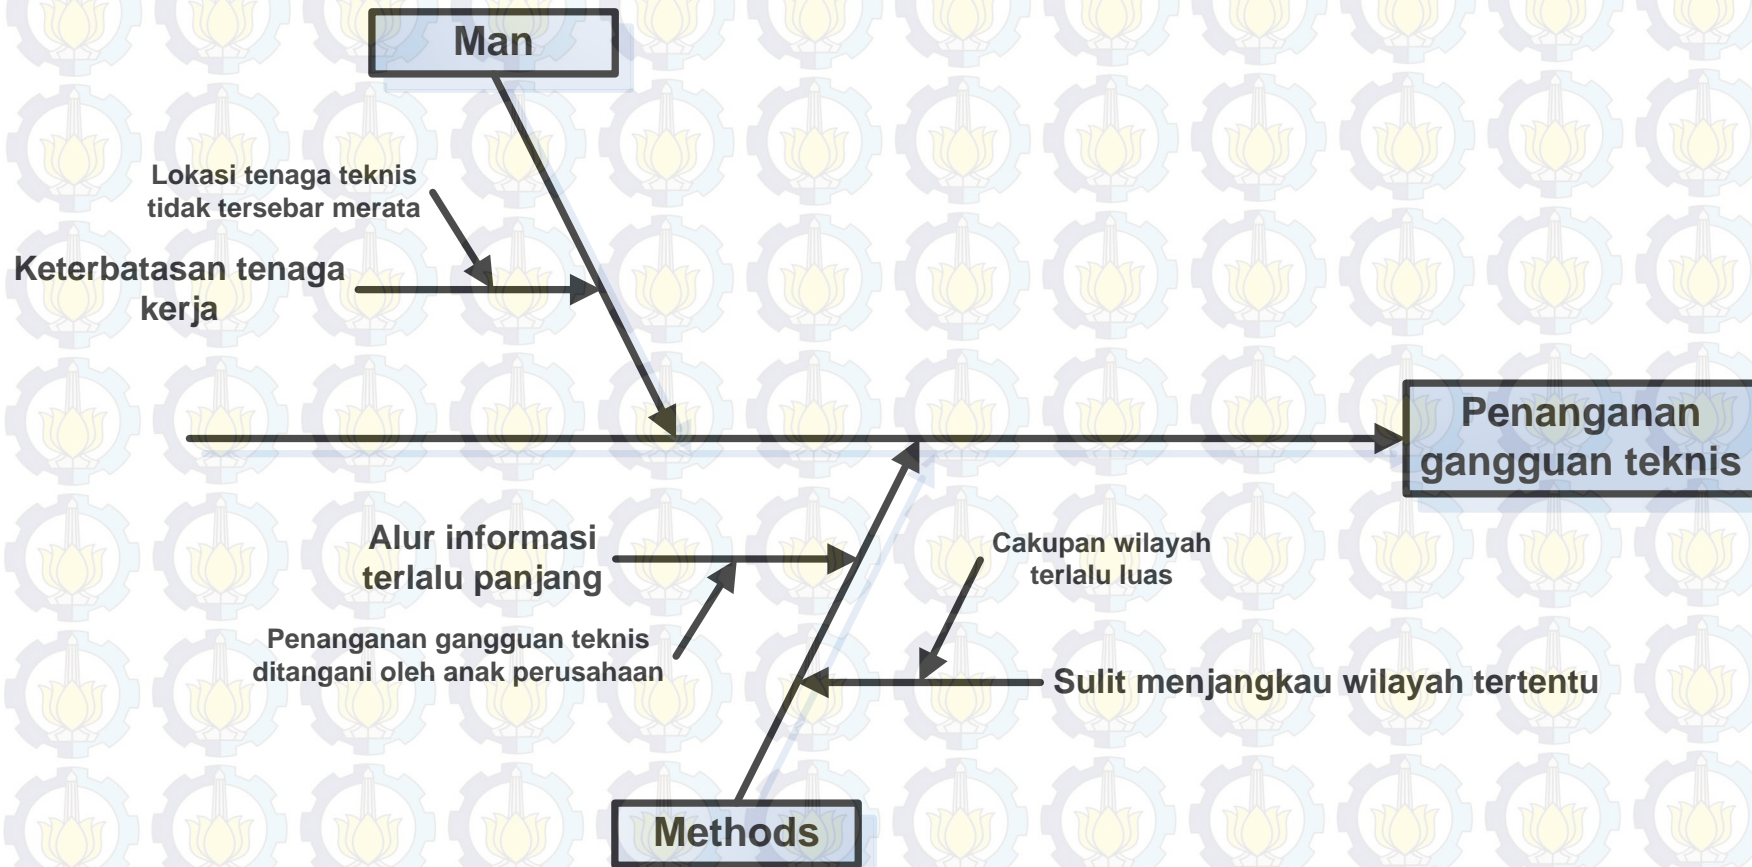 Man
Lokasi tenaga teknis
tidak tersebar merata
Keterbatasan tenaga
kerja
Penanganan
gangguan teknis
Alur informasi
terlalu panjang
Cakupan wilayah
terlalu luas
Penanganan gangguan teknis
ditangani oleh anak perusahaan
Sulit menjangkau wilayah tertentu
Methods